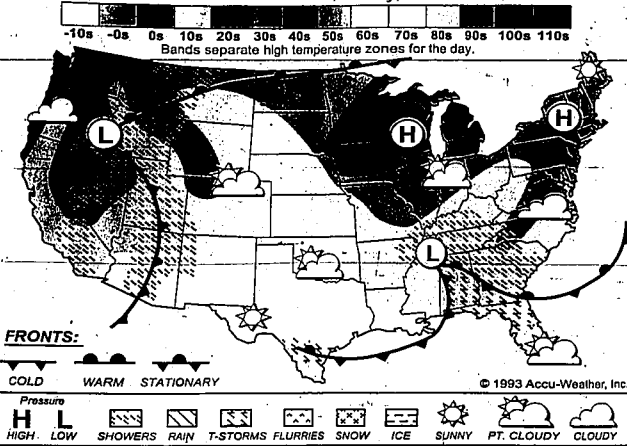 -10s -0s 0s 10s 20s 30s 40s 50s 60s 70s 80s 90s 100s 110s
Bands separate high temperature zones for the day.
L
H
H
L
FRONTS:
COLD WARM STATIONARY
© 1993 Accu-Weather, Inc.
Pressure
H L
HIGH LOW SHOWERS RAIN T-STORMS FLURRIES SNOW ICE SUNNY PT. CLOUDY CLOUDY